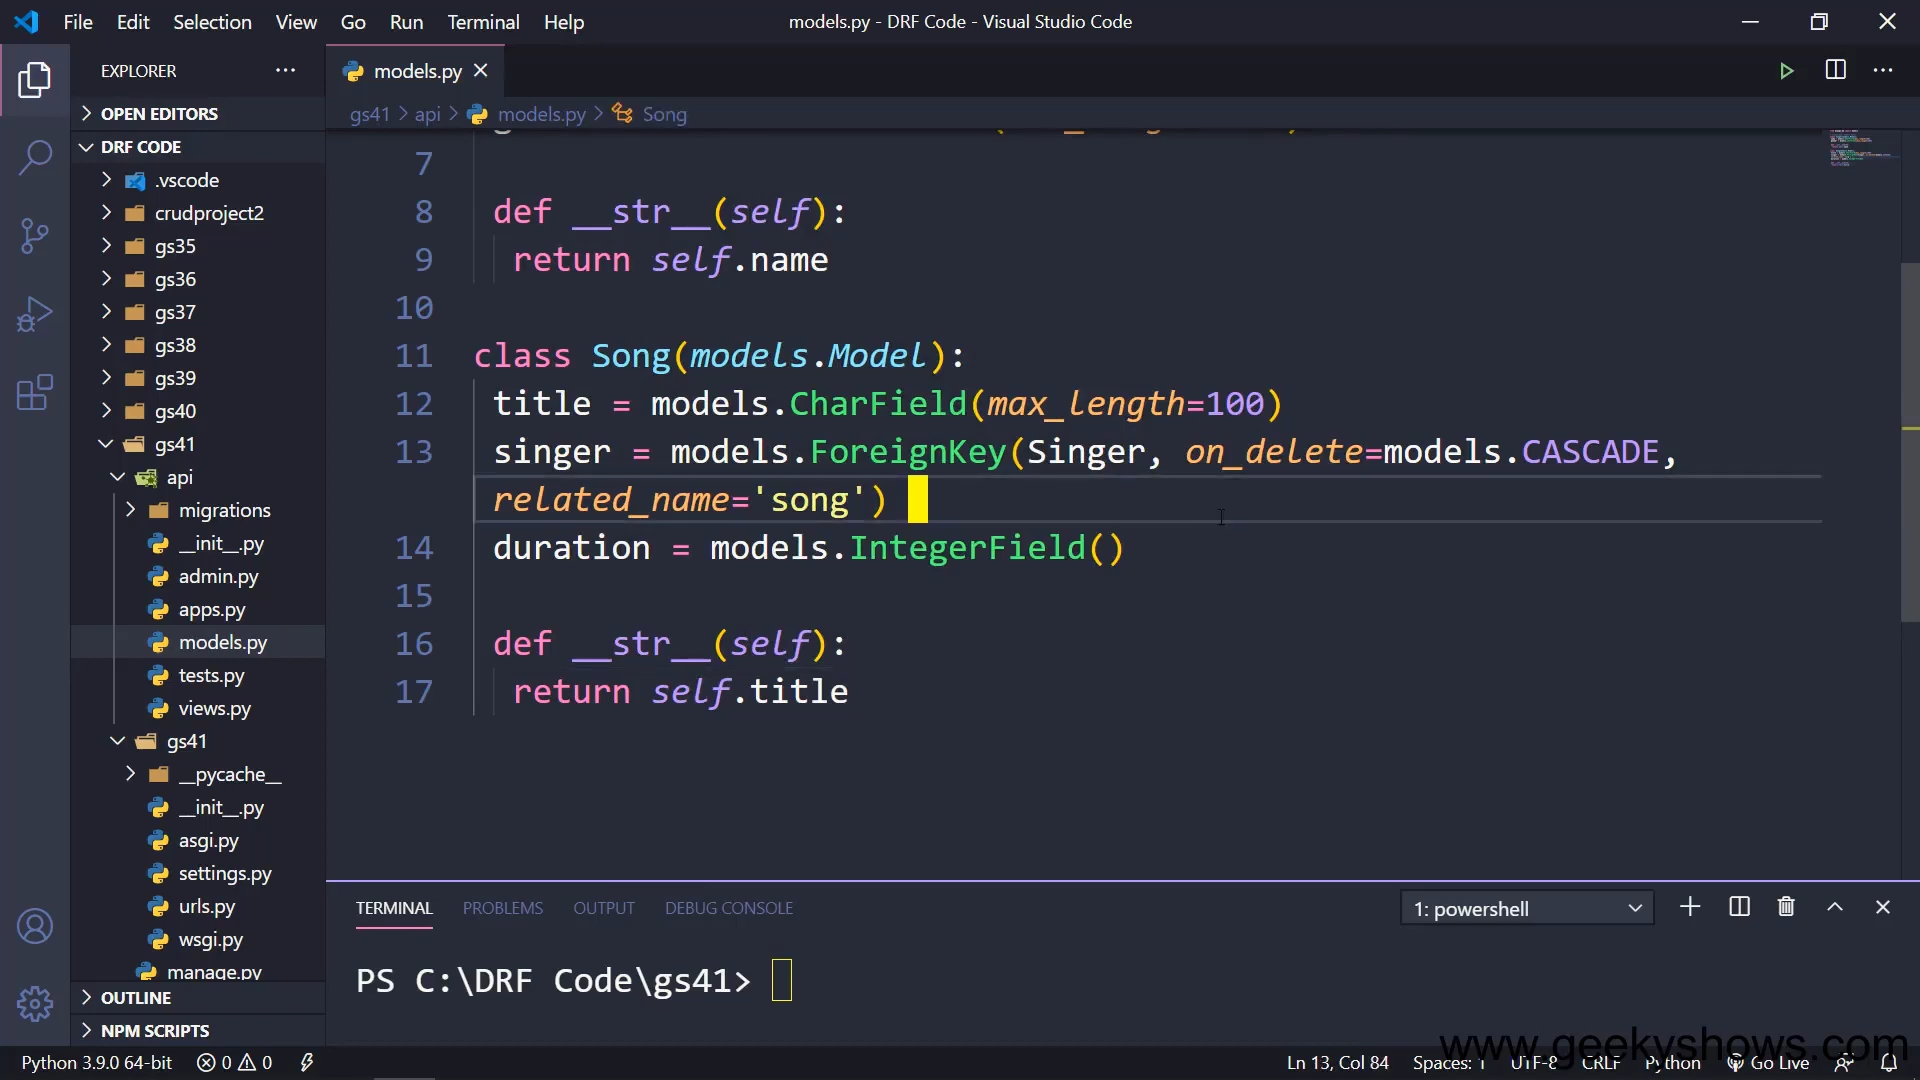 File Edit Selection View Go Run Terminal Help
models.py - DRF Code - Visual Studio Code
EXPLORER
OPEN EDITORS
DRF CODE
.vscode
crudproject2
gs35
gs36
gs37
gs38
gs39
gs40
gs41
api
migrations
__init__.py
admin.py
apps.py
models.py
tests.py
views.py
gs41
__pycache__
__init__.py
asgi.py
settings.py
urls.py
wsgi.py
manage.py
OUTLINE
NPM SCRIPTS
models.py
gs41 > api > models.py > Song
7
8 def __str__(self):
9 return self.name
10
11 class Song(models.Model):
12 title = models.CharField(max_length=100)
13 singer = models.ForeignKey(Singer, on_delete=models.CASCADE,
related_name='song')
14 duration = models.IntegerField()
15
16 def __str__(self):
17 return self.title
TERMINAL PROBLEMS OUTPUT DEBUG CONSOLE
1: powershell
PS C:\DRF Code\gs41>
www.geekyshows.com
Python 3.9.0 64-bit 0 0
Ln 13, Col 84 Spaces: 1 UTF-8 CRLF Python Go Live